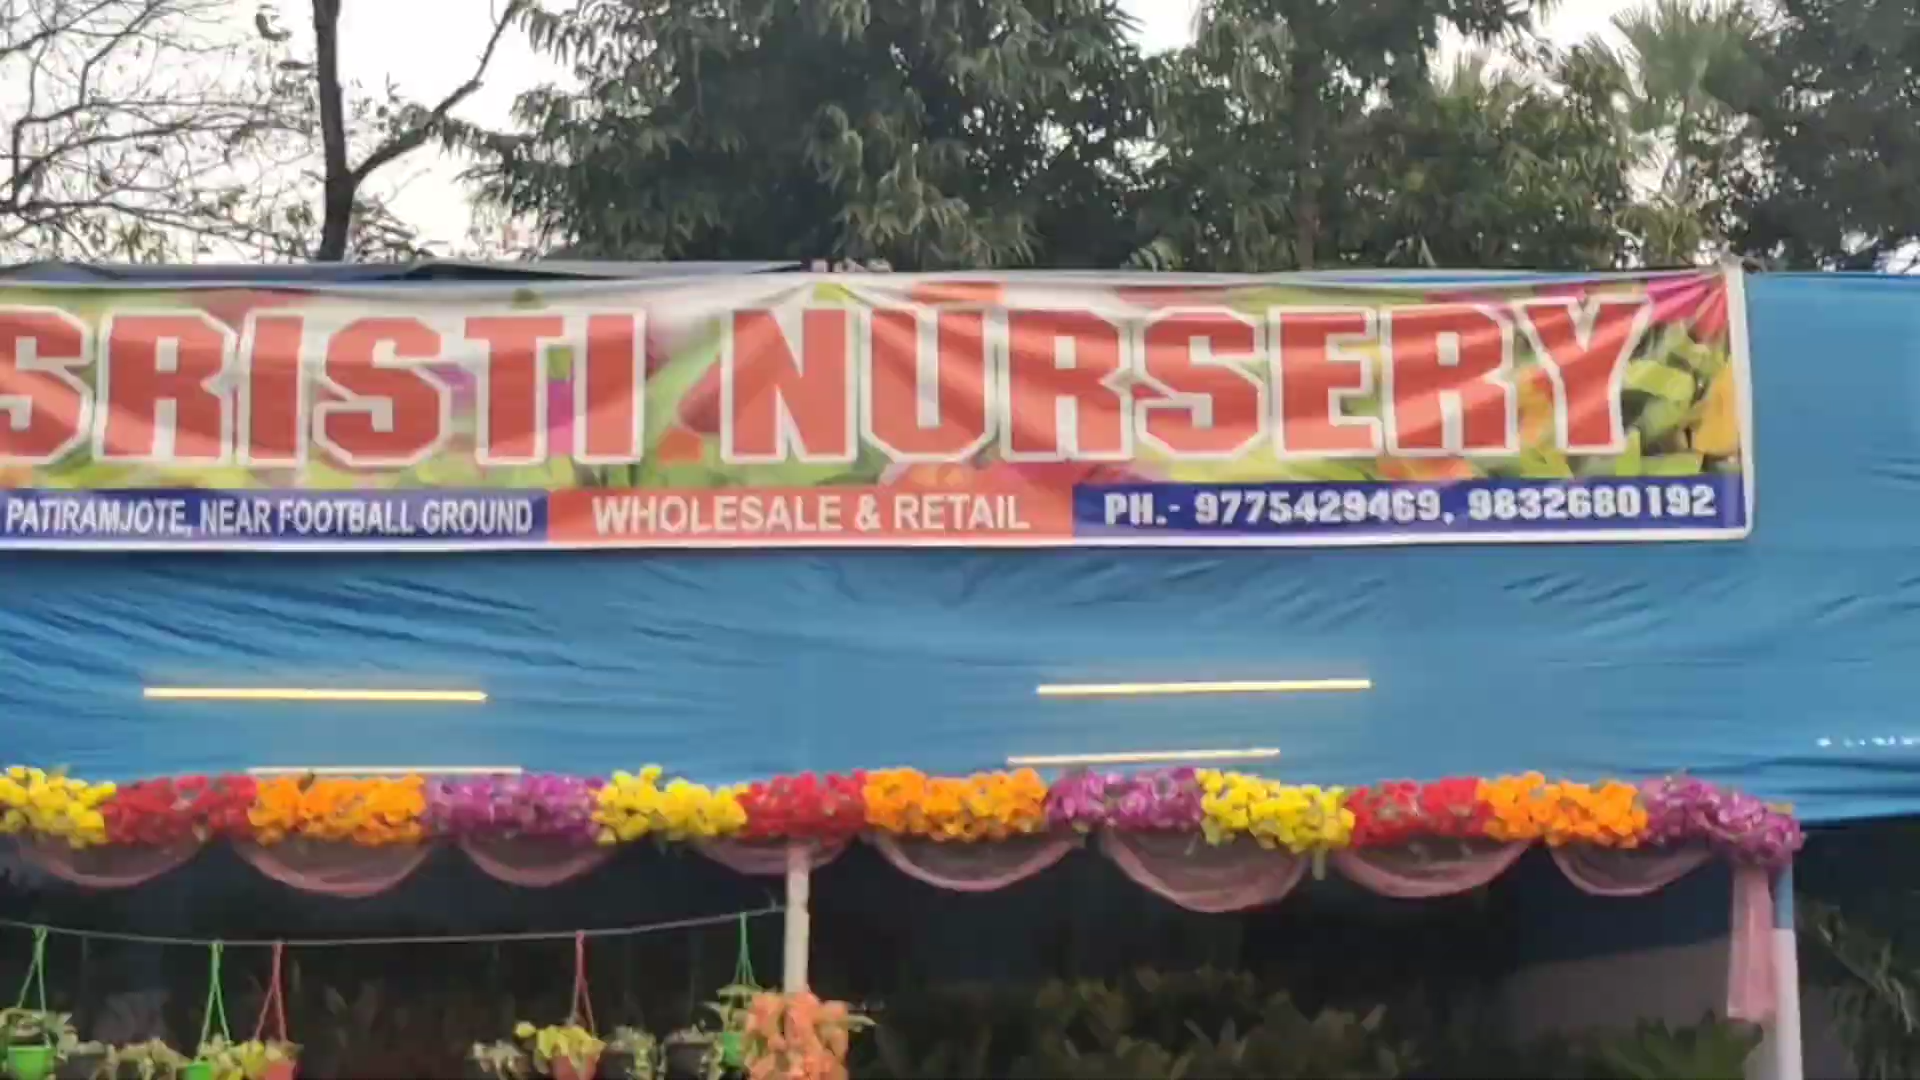 SRISTI NURSERY
PATIRAMJOTE, NEAR FOOTBALL GROUND WHOLESALE & RETAIL PH.- 9775429469, 9832680192